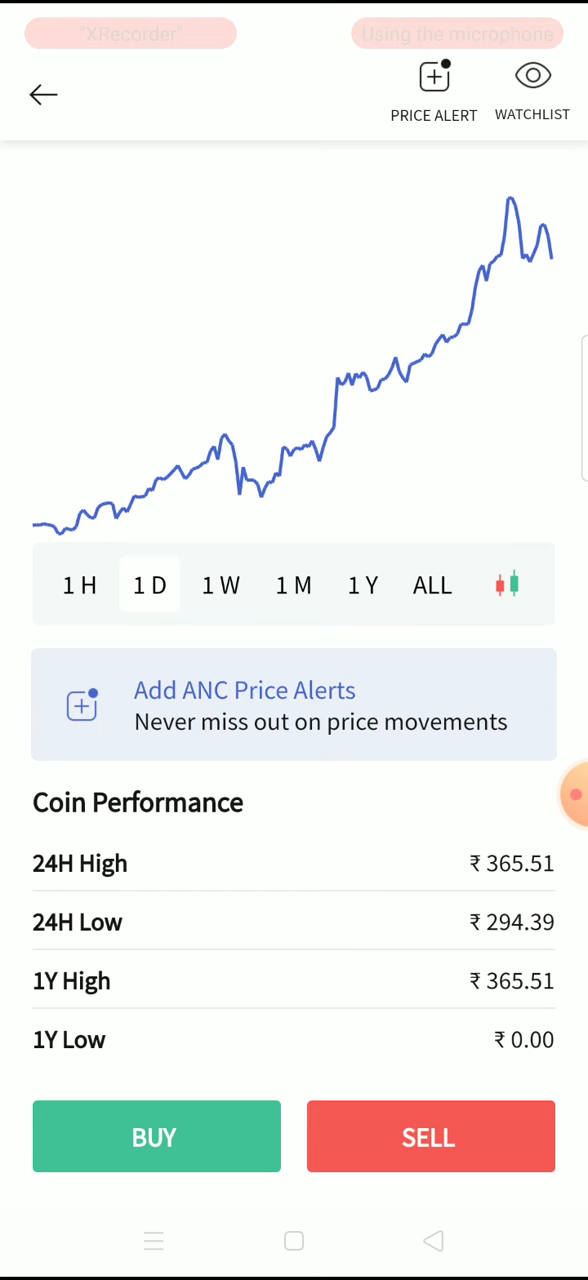 "XRecorder"
Using the microphone
PRICE ALERT
WATCHLIST
1 H
1 D
1 W
1 M
1 Y
ALL
Add ANC Price Alerts
Never miss out on price movements
Coin Performance
24H High
₹ 365.51
24H Low
₹ 294.39
1Y High
₹ 365.51
1Y Low
₹ 0.00
BUY
SELL